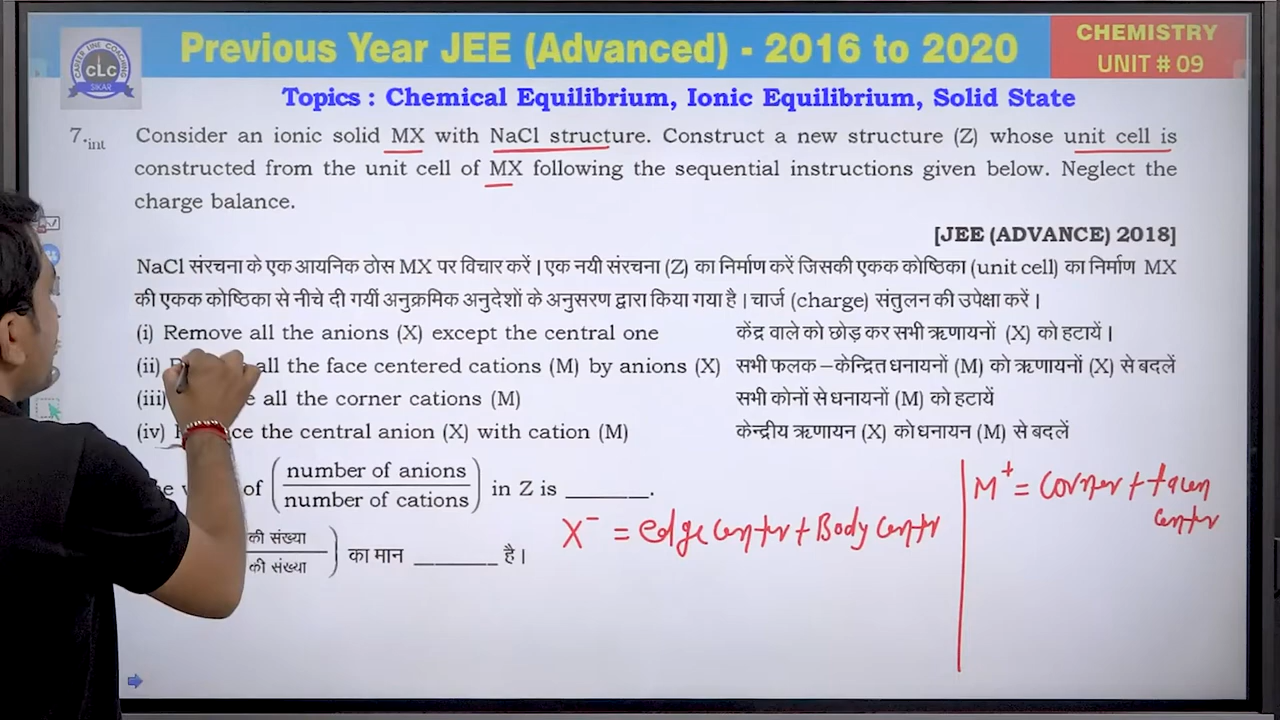 Previous Year JEE (Advanced) - 2016 to 2020
CHEMISTRY
UNIT # 09
CAREER LINE COACHING
CLC
SIKAR
Topics : Chemical Equilibrium, Ionic Equilibrium, Solid State
7.int Consider an ionic solid MX with NaCl structure. Construct a new structure (Z) whose unit cell is
constructed from the unit cell of MX following the sequential instructions given below. Neglect the
charge balance.
[JEE (ADVANCE) 2018]
NaCl संरचना के एक आयनिक ठोस MX पर विचार करें। एक नयी संरचना (Z) का निर्माण करें जिसकी एकक कोष्ठिका (unit cell) का निर्माण MX
की एकक कोष्ठिका से नीचे दी गयीं अनुक्रमिक अनुदेशों के अनुसरण द्वारा किया गया है। चार्ज (charge) संतुलन की उपेक्षा करें।
(i) Remove all the anions (X) except the central one केंद्र वाले को छोड़ कर सभी ऋणायनों (X) को हटायें।
(ii) all the face centered cations (M) by anions (X) सभी फलक–केन्द्रित धनायनों (M) को ऋणायनों (X) से बदलें
(iii) all the corner cations (M) सभी कोनों से धनायनों (M) को हटायें
(iv) the central anion (X) with cation (M) केन्द्रीय ऋणायन (X) को धनायन (M) से बदलें
of (number of anions
number of cations) in Z is ______.
की संख्या
की संख्या) का मान ______ है।
X⁻ = edge center + Body center
M⁺ = corner + facen
center